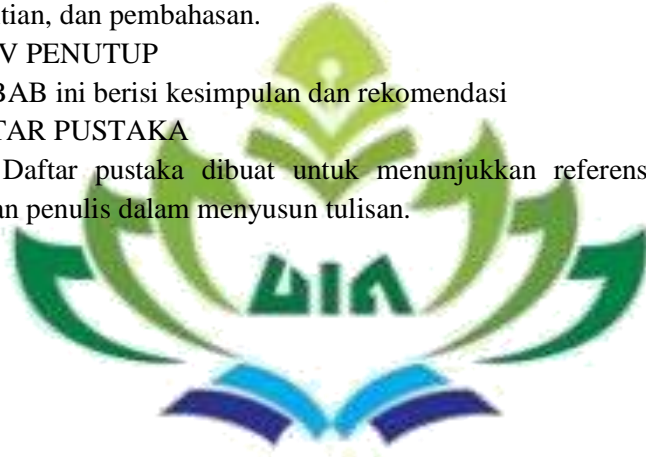 tian, dan pembahasan.
V PENUTUP
BAB ini berisi kesimpulan dan rekomendasi
TAR PUSTAKA
Daftar pustaka dibuat untuk menunjukkan referens
an penulis dalam menyusun tulisan.
UIN